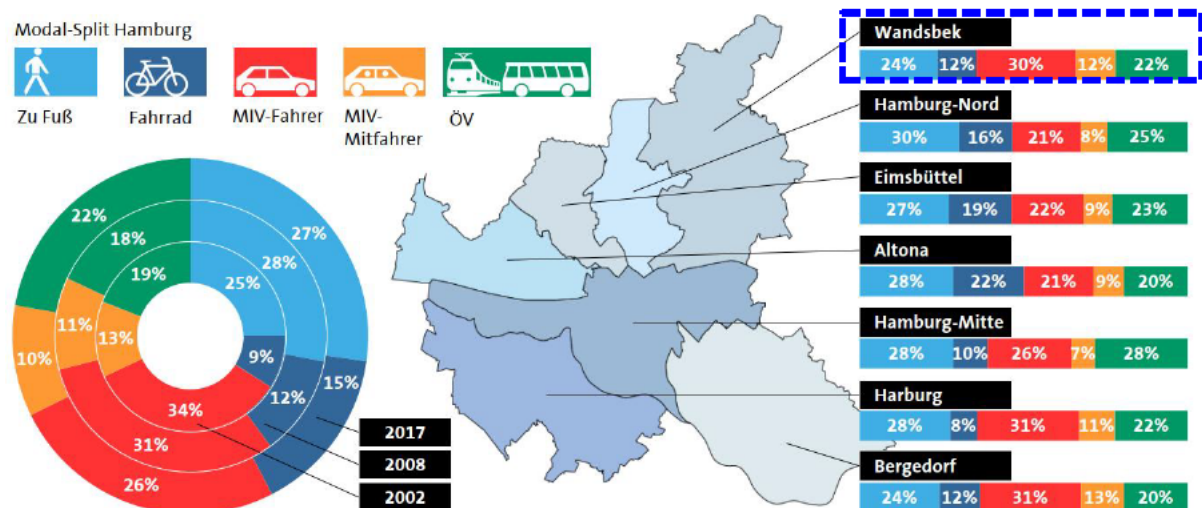 Modal-Split Hamburg
Zu Fuß
Fahrrad
MIV-Fahrer
MIV-
Mitfahrer
ÖV
22%
27%
18%
28%
19%
25%
11%
13%
10%
9%
15%
12%
34%
31%
26%
2017
2008
2002
Wandsbek
24% 12% 30% 12% 22%
Hamburg-Nord
30% 16% 21% 8% 25%
Eimsbüttel
27% 19% 22% 9% 23%
Altona
28% 22% 21% 9% 20%
Hamburg-Mitte
28% 10% 26% 7% 28%
Harburg
28% 8% 31% 11% 22%
Bergedorf
24% 12% 31% 13% 20%